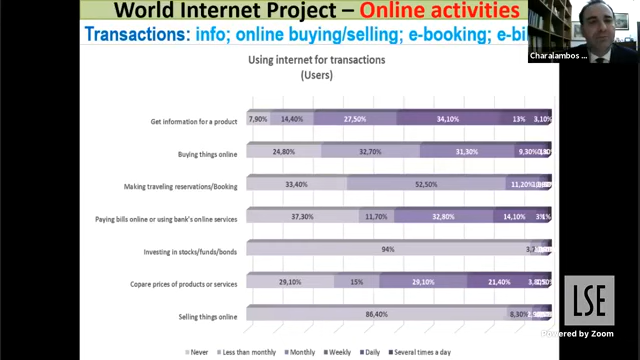 World Internet Project – Online activities
Transactions: info; online buying/selling; e-booking; e-bi
Charalambos ...
Using internet for transactions
(Users)
Get information for a product 7,90% 14,40% 27,50% 34,10% 13% 3,10%
Buying things online 24,80% 32,70% 31,30% 9,30%
Making traveling reservations/Booking 33,40% 52,50% 11,20%
Paying bills online or using bank's online services 37,30% 11,70% 32,80% 14,10% 3% 1%
Investing in stocks/funds/bonds 94%
Copare prices of products or services 29,10% 15% 29,10% 21,40%
Selling things online 86,40% 8,30%
LSE
Powered by Zoom
Never Less than monthly Monthly Weekly Daily Several times a day